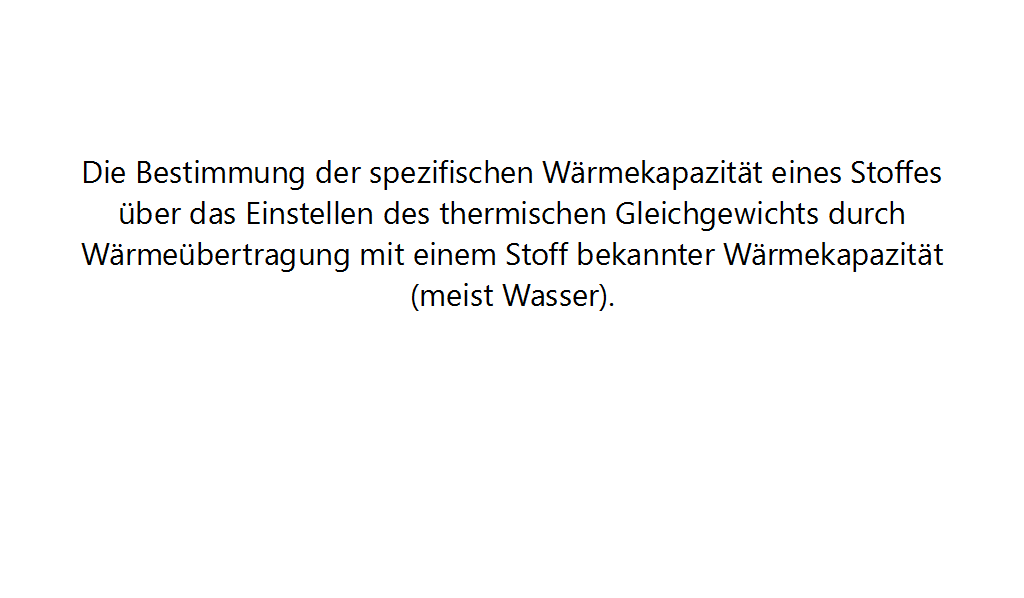 Die Bestimmung der spezifischen Wärmekapazität eines Stoffes
über das Einstellen des thermischen Gleichgewichts durch
Wärmeübertragung mit einem Stoff bekannter Wärmekapazität
(meist Wasser).